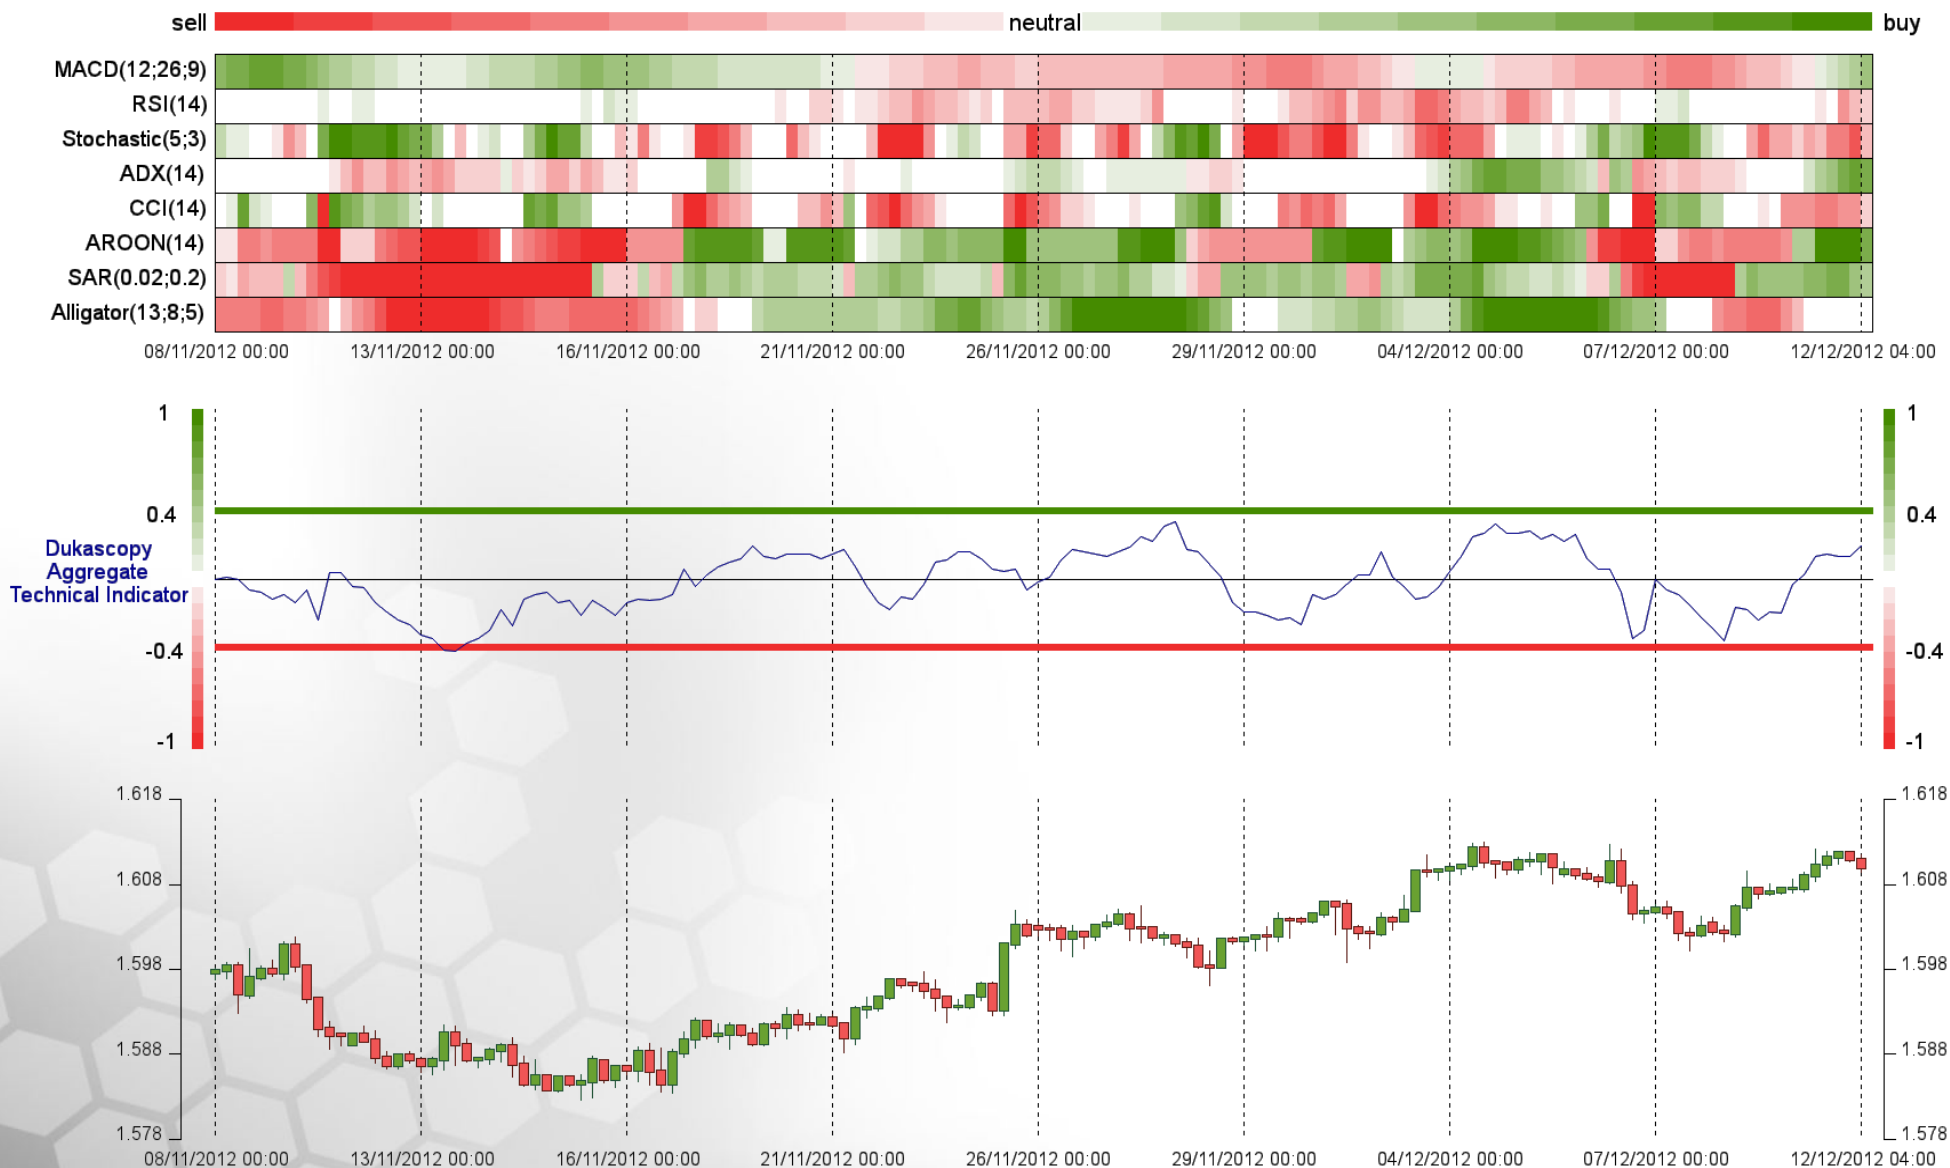 sell neutral buy
MACD(12;26;9)
RSI(14)
Stochastic(5;3)
ADX(14)
CCI(14)
AROON(14)
SAR(0.02;0.2)
Alligator(13;8;5)
08/11/2012 00:00 13/11/2012 00:00 16/11/2012 00:00 21/11/2012 00:00 26/11/2012 00:00 29/11/2012 00:00 04/12/2012 00:00 07/12/2012 00:00 12/12/2012 04:00
1 1
0.4 0.4
Dukascopy
Aggregate
Technical Indicator
-0.4 -0.4
-1 -1
1.618 1.618
1.608 1.608
1.598 1.598
1.588 1.588
1.578 1.578
08/11/2012 00:00 13/11/2012 00:00 16/11/2012 00:00 21/11/2012 00:00 26/11/2012 00:00 29/11/2012 00:00 04/12/2012 00:00 07/12/2012 00:00 12/12/2012 04:00